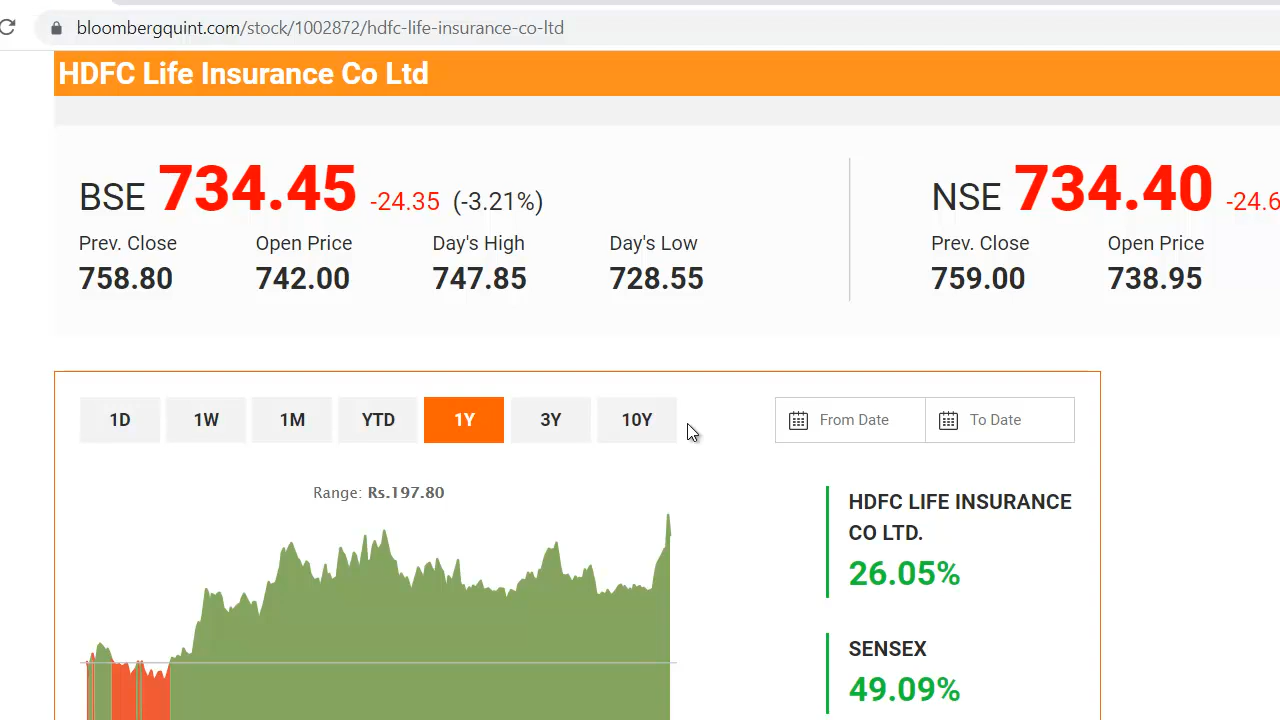 bloombergquint.com/stock/1002872/hdfc-life-insurance-co-ltd
HDFC Life Insurance Co Ltd
BSE 734.45 -24.35 (-3.21%)
Prev. Close Open Price Day's High Day's Low
758.80 742.00 747.85 728.55
NSE 734.40 -24.6
Prev. Close Open Price
759.00 738.95
1D 1W 1M YTD 1Y 3Y 10Y
From Date To Date
Range: Rs.197.80
HDFC LIFE INSURANCE
CO LTD.
26.05%
SENSEX
49.09%